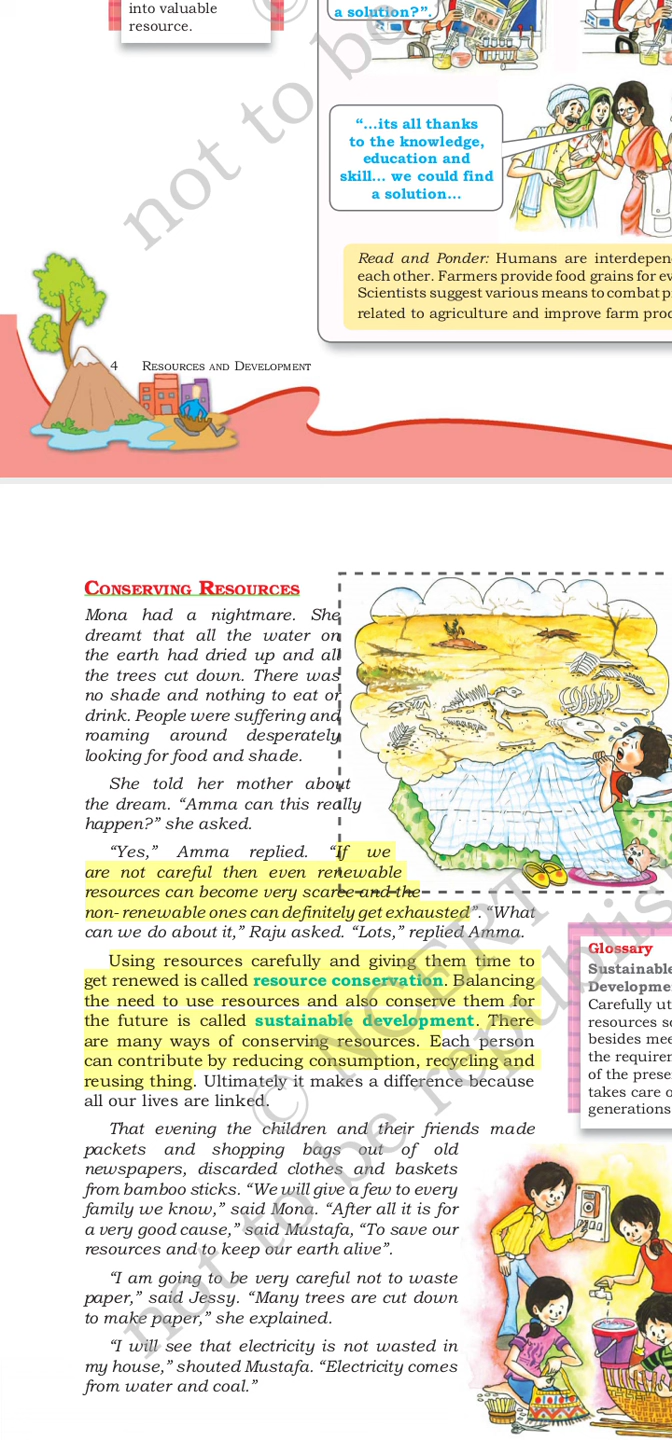 into valuable
resource.
a solution?".
"...its all thanks
to the knowledge,
education and
skill... we could find
a solution...
Read and Ponder: Humans are interdepen
each other. Farmers provide food grains for ev
Scientists suggest various means to combat p
related to agriculture and improve farm prod
4 RESOURCES AND DEVELOPMENT
CONSERVING RESOURCES
Mona had a nightmare. She
dreamt that all the water on
the earth had dried up and all
the trees cut down. There was
no shade and nothing to eat or
drink. People were suffering and
roaming around desperately
looking for food and shade.
She told her mother about
the dream. “Amma can this really
happen?” she asked.
“Yes,” Amma replied. “If we
are not careful then even renewable
resources can become very scarce and the
non- renewable ones can definitely get exhausted”. “What
can we do about it,” Raju asked. “Lots,” replied Amma.
Using resources carefully and giving them time to
get renewed is called resource conservation. Balancing
the need to use resources and also conserve them for
the future is called sustainable development. There
are many ways of conserving resources. Each person
can contribute by reducing consumption, recycling and
reusing thing. Ultimately it makes a difference because
all our lives are linked.
Glossary
Sustainable
Developme
Carefully ut
resources so
besides mee
the requirem
of the prese
takes care o
generations
That evening the children and their friends made
packets and shopping bags out of old
newspapers, discarded clothes and baskets
from bamboo sticks. “We will give a few to every
family we know,” said Mona. “After all it is for
a very good cause,” said Mustafa, “To save our
resources and to keep our earth alive”.
“I am going to be very careful not to waste
paper,” said Jessy. “Many trees are cut down
to make paper,” she explained.
“I will see that electricity is not wasted in
my house,” shouted Mustafa. “Electricity comes
from water and coal.”
©
not to be
© NCERT
not to be republis